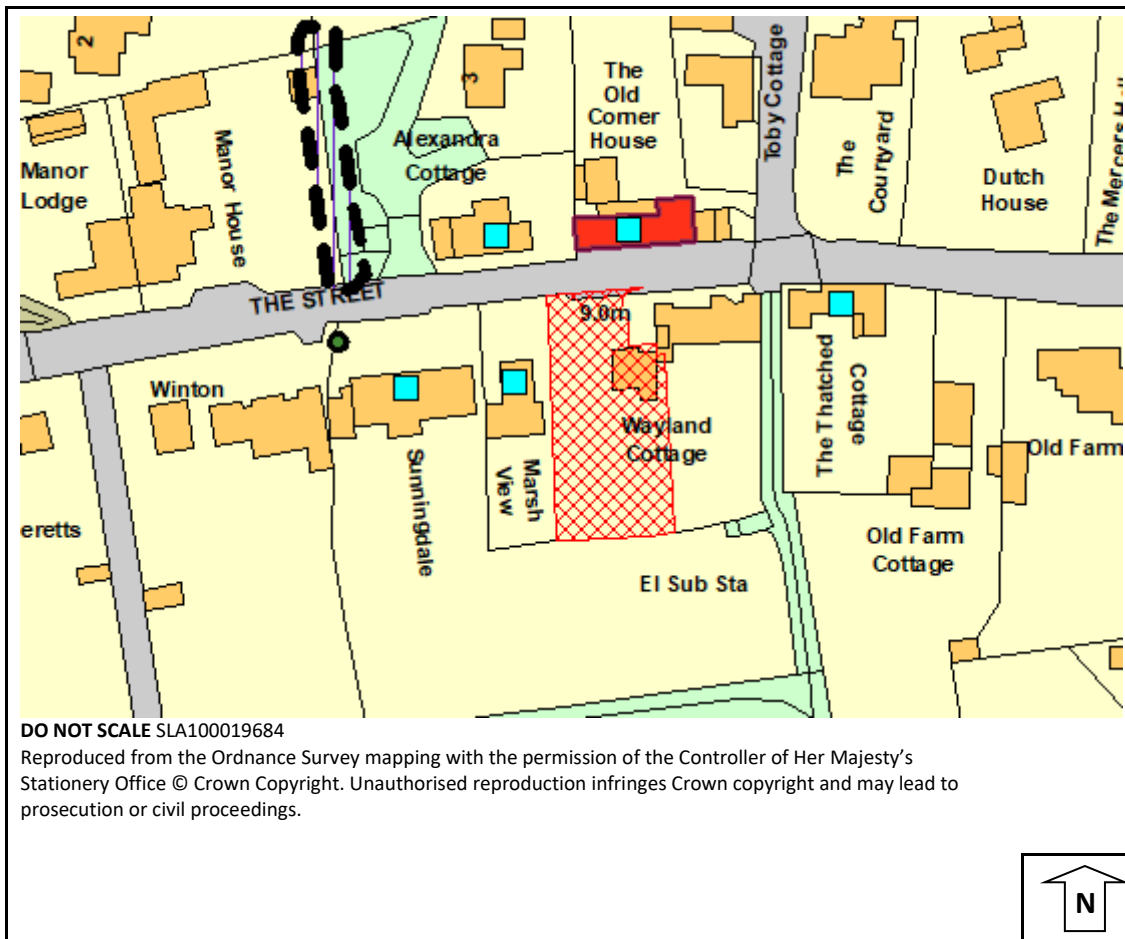 2
3
The
Old
Corner
House
Toby Cottage
The
Courtyard
Dutch
House
Manor
Lodge
Manor House
Alexandra
Cottage
THE STREET
9.0m
Winton
Sunningdale
Marsh
View
Wayland
Cottage
The Thatched
Cottage
Old Farm
eretts
Old Farm
Cottage
El Sub Sta
DO NOT SCALE SLA100019684
Reproduced from the Ordnance Survey mapping with the permission of the Controller of Her Majesty's
Stationery Office © Crown Copyright. Unauthorised reproduction infringes Crown copyright and may lead to
prosecution or civil proceedings.
N
The Mercers